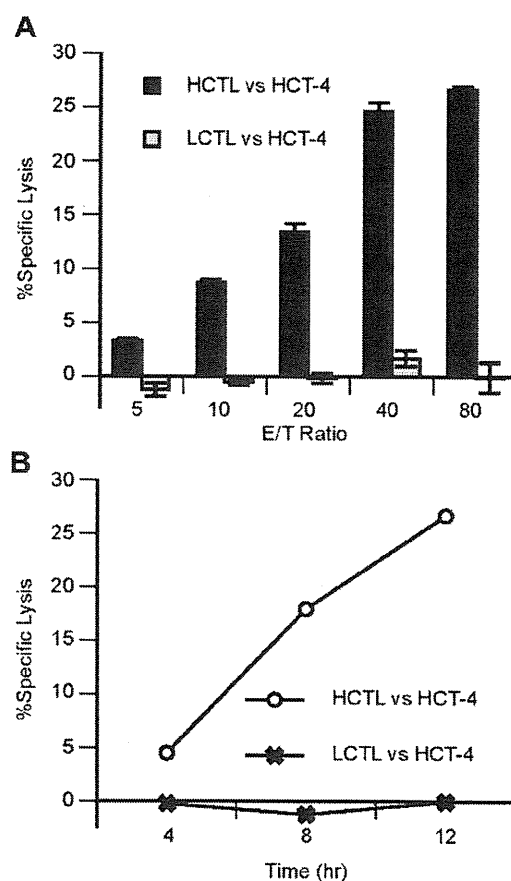 A
30
25
20
15
10
5
0
%Specific Lysis
HCTL vs HCT-4
LCTL vs HCT-4
5 10 20 40 80
E/T Ratio
B
30
25
20
15
10
5
0
%Specific Lysis
HCTL vs HCT-4
LCTL vs HCT-4
4 8 12
Time (hr)